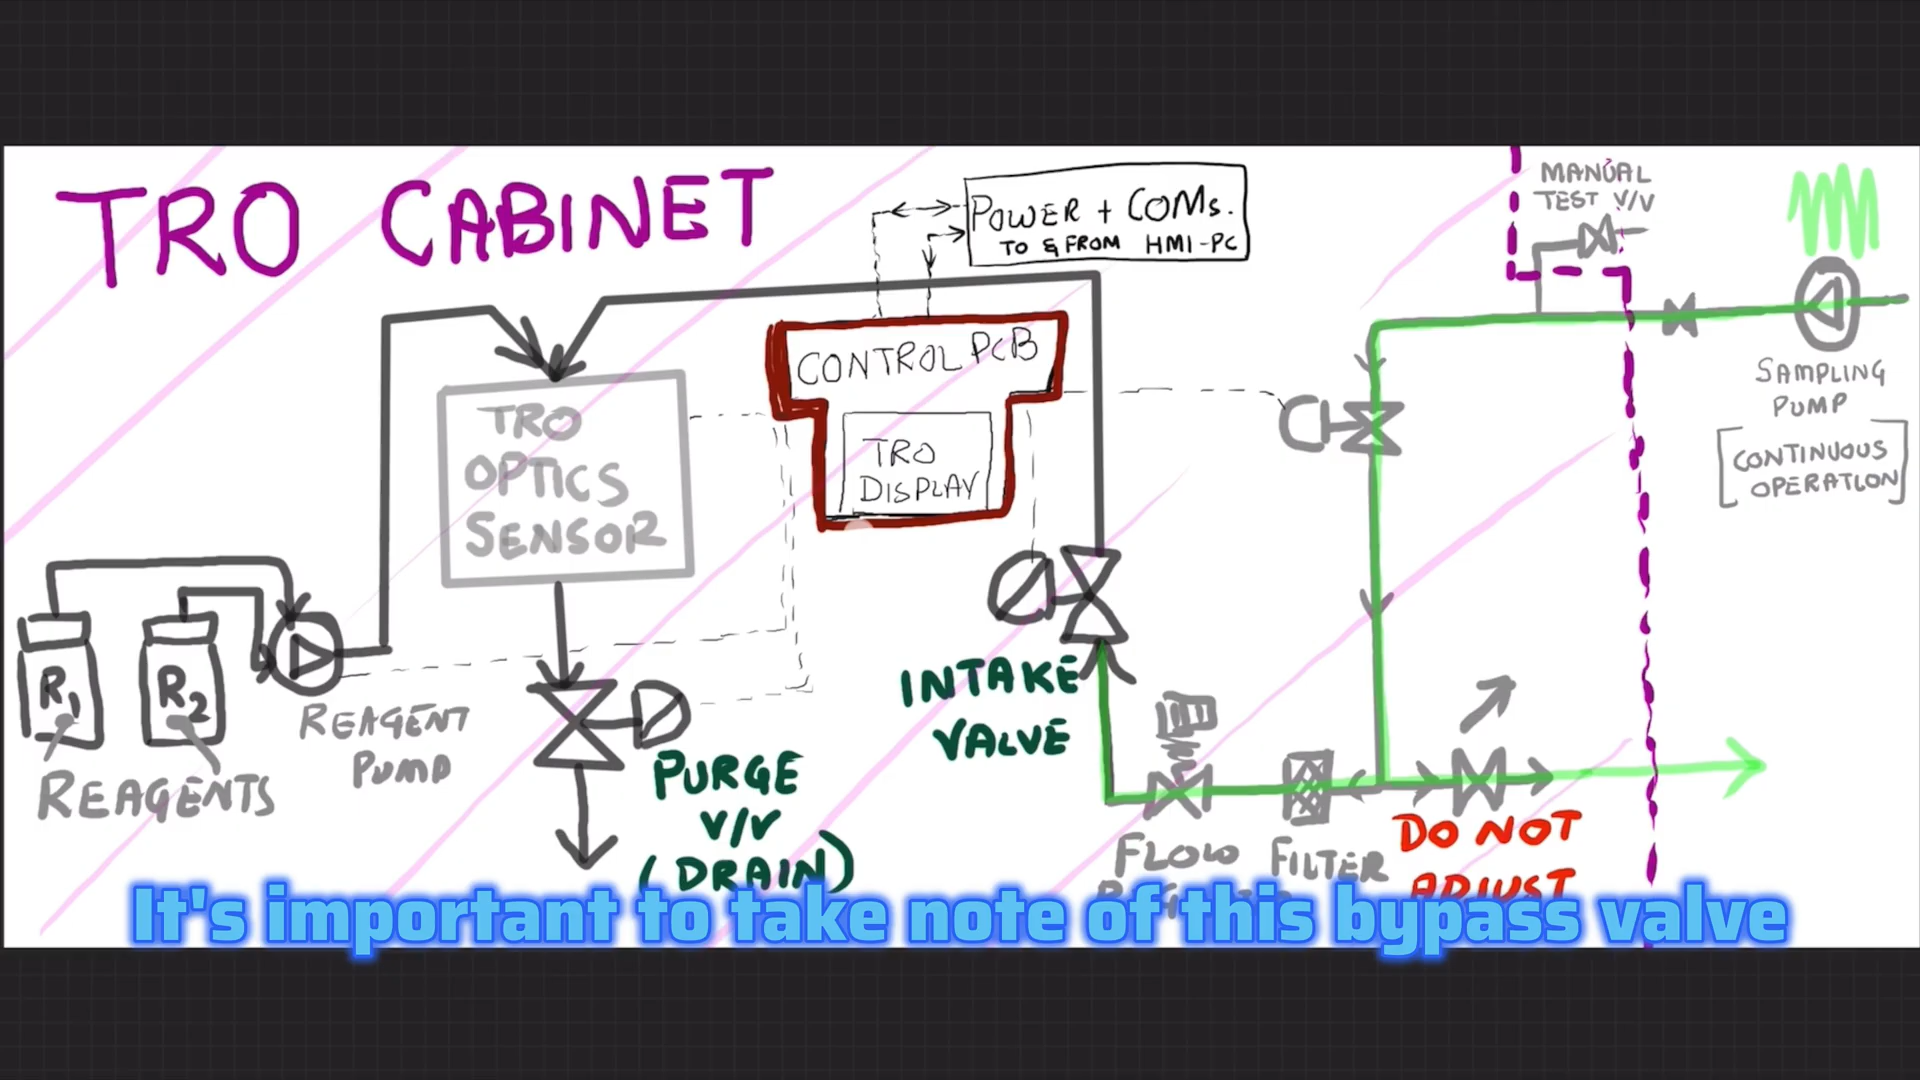 TRO CABINET
POWER + COMs.
TO & FROM HMI-PC
MANUAL
TEST V/V
CONTROL PCB
TRO
DISPLAY
TRO
OPTICS
SENSOR
SAMPLING
PUMP
[CONTINUOUS
OPERATION]
R1
R2
REAGENTS
REAGENT
PUMP
INTAKE
VALVE
PURGE
V/V
(DRAIN)
FLOW
FILTER
DO NOT
ADJUST
It's important to take note of this bypass valve